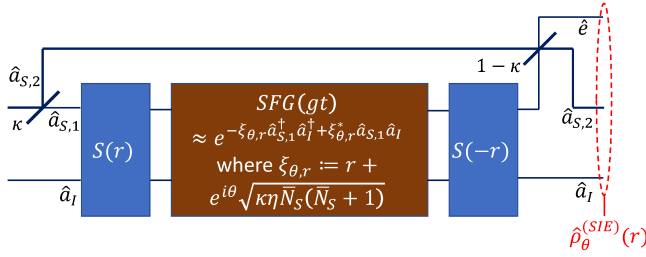 ê
â_{S,2}
1 − κ
κ
â_{S,1}
SFG(gt)
≈ e^{−ξ_{θ,r} â†_{S,1} â†_I + ξ*_{θ,r} â_{S,1} â_I}
where ξ_{θ,r} ≔ r +
e^{iθ}√(κη N̄_S(N̄_S + 1))
S(r)
S(−r)
â_{S,2}
â_I
â_I
ρ̂_θ^{(SIE)}(r)